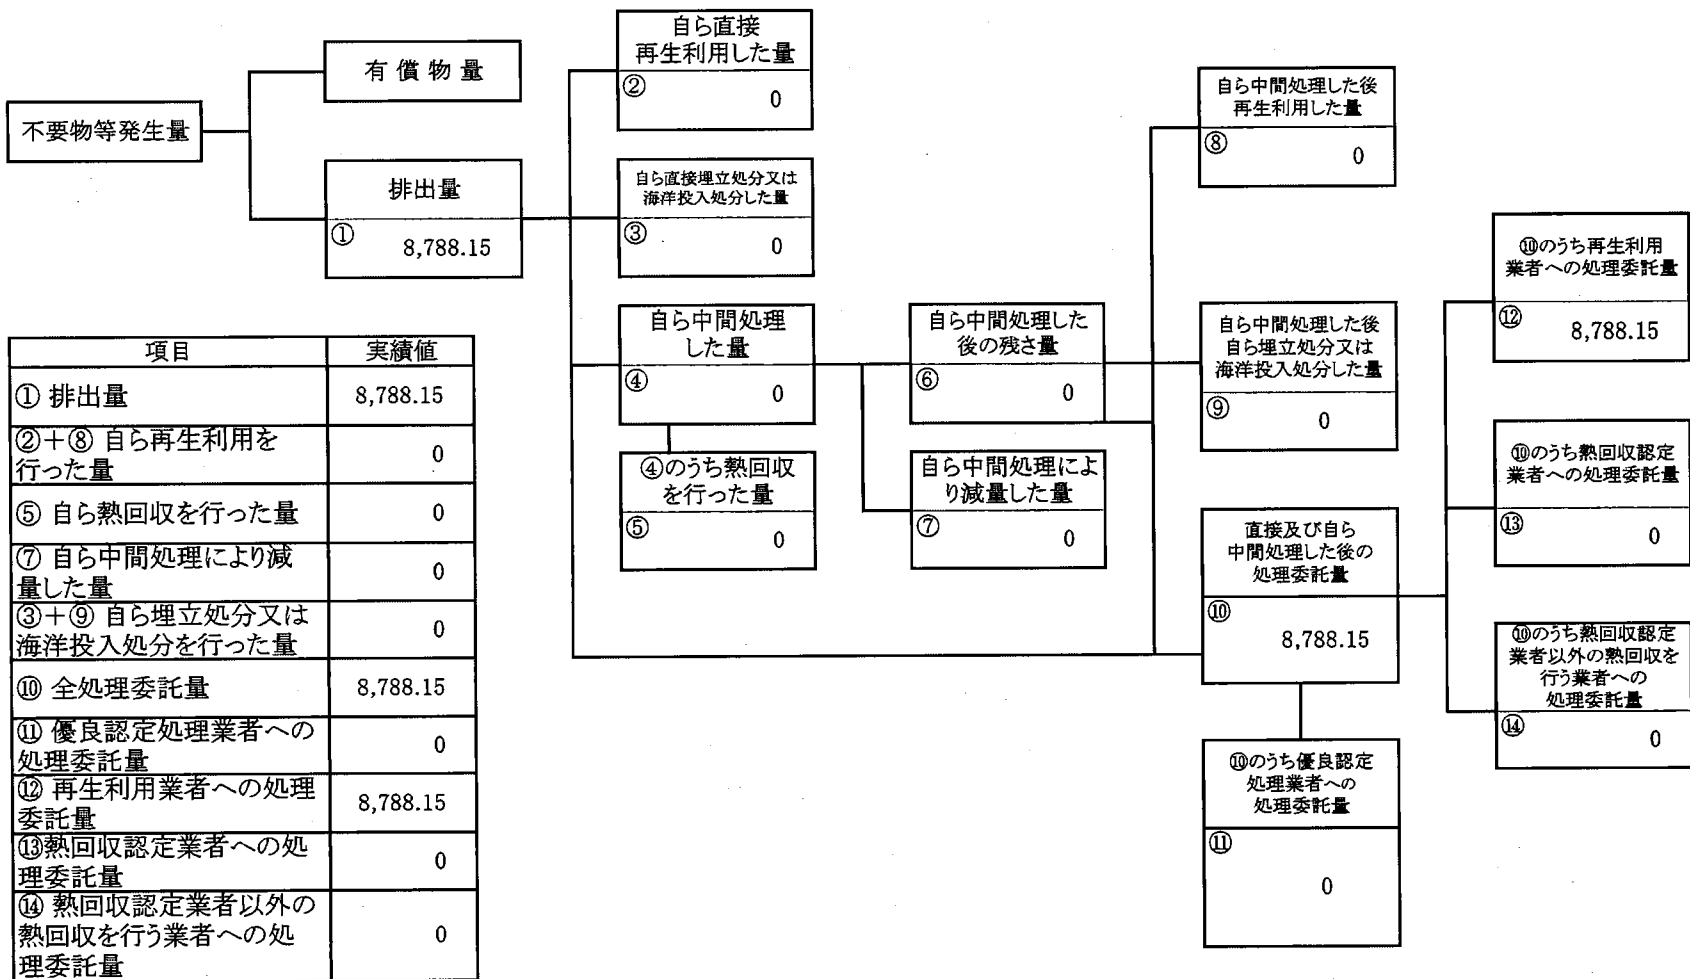 不要物等発生量
有 償 物 量
排出量
①
8,788.15
自ら直接
再生利用した量
②
0
自ら直接埋立処分又は
海洋投入処分した量
③
0
自ら中間処理
した量
④
0
④のうち熱回収
を行った量
⑤
0
自ら中間処理した
後の残さ量
⑥
0
自ら中間処理によ
り減量した量
⑦
0
自ら中間処理した後
再生利用した量
⑧
0
自ら中間処理した後
自ら埋立処分又は
海洋投入処分した量
⑨
0
直接及び自ら
中間処理した後の
処理委託量
⑩
8,788.15
⑩のうち優良認定
処理業者への
処理委託量
⑪
0
⑩のうち再生利用
業者への処理委託量
⑫
8,788.15
⑩のうち熱回収認定
業者への処理委託量
⑬
0
⑩のうち熱回収認定
業者以外の熱回収を
行う業者への
処理委託量
⑭
0
項目 実績値
① 排出量 8,788.15
②+⑧ 自ら再生利用を
行った量 0
⑤ 自ら熱回収を行った量 0
⑦ 自ら中間処理により減
量した量 0
③+⑨ 自ら埋立処分又は
海洋投入処分を行った量 0
⑩ 全処理委託量 8,788.15
⑪ 優良認定処理業者への
処理委託量 0
⑫ 再生利用業者への処理
委託量 8,788.15
⑬熱回収認定業者への処
理委託量 0
⑭ 熱回収認定業者以外の
熱回収を行う業者への処
理委託量 0